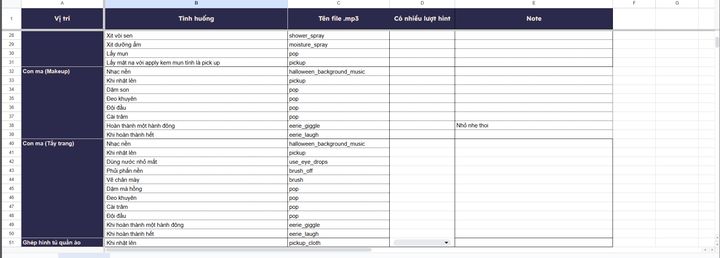 A B C D E F G
1 Vị trí Tình huống Tên file .mp3 Có nhiều lượt hint Note
28 Xịt vòi sen shower_spray
29 Xịt dưỡng ẩm moisture_spray
30 Lấy mụn pop
31 Lấy mặt nạ với apply kem mụn tính là pick up pickup
32 Con ma (Makeup) Nhạc nền halloween_background_music
33 Khi nhặt lên pickup
34 Dặm son pop
35 Đeo khuyên pop
36 Đội đầu pop
37 Cài trâm pop
38 Hoàn thành một hành động eerie_giggle Nhỏ nhẹ thoi
39 Khi hoàn thành hết eerie_laugh
40 Con ma (Tẩy trang) Nhạc nền halloween_background_music
41 Khi nhặt lên pickup
42 Dùng nước nhỏ mắt use_eye_drops
43 Phủi phấn nền brush_off
44 Vẽ chân mày brush
45 Dặm má hồng pop
46 Đeo khuyên pop
47 Cài trâm pop
48 Đội đầu pop
49 Khi hoàn thành một hành động eerie_giggle
50 Khi hoàn thành hết eerie_laugh
51 Ghép hình tủ quần áo Khi nhặt lên pickup_cloth